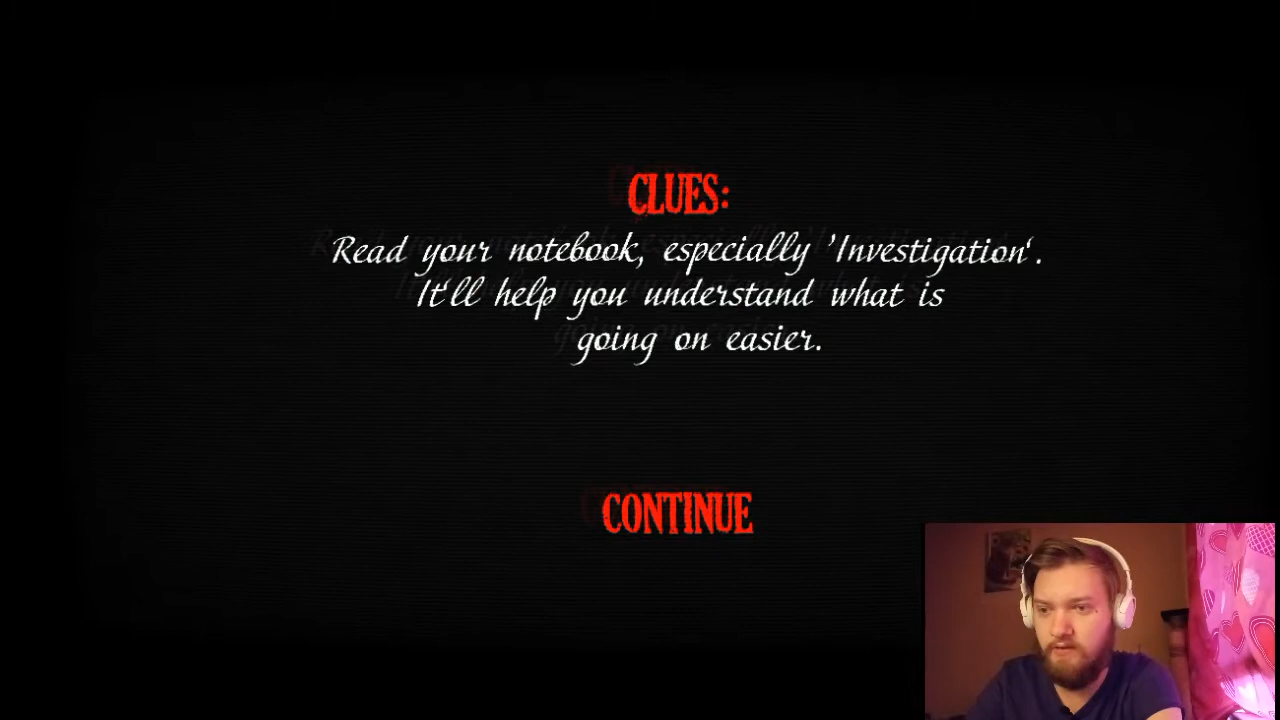 CLUES:
Read your notebook, especially 'Investigation'.
It'll help you understand what is
going on easier.
CONTINUE